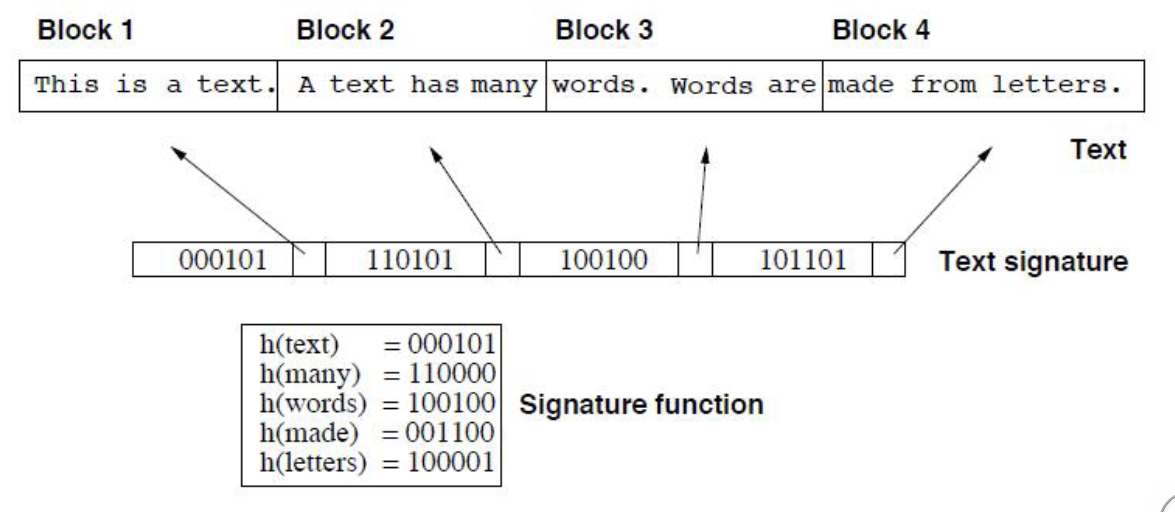 Block 1 Block 2 Block 3 Block 4
This is a text. A text has many words. Words are made from letters.
Text
000101 110101 100100 101101 Text signature
h(text) = 000101
h(many) = 110000
h(words) = 100100 Signature function
h(made) = 001100
h(letters) = 100001